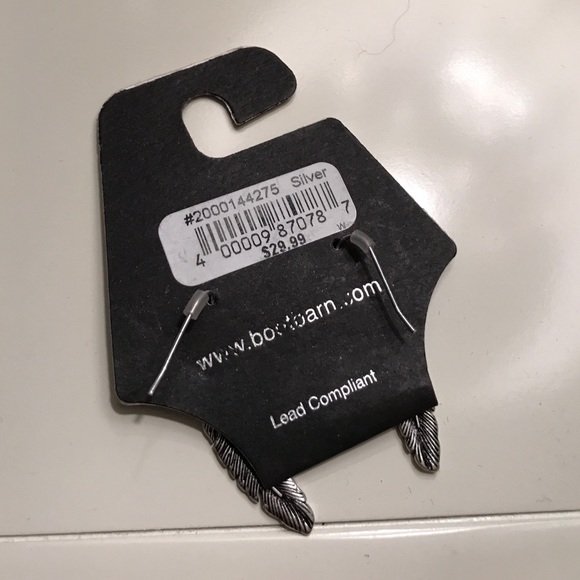 #2000144275 Silver
4 00009 87078 7
W
$29.99
www.bootbarn.com
Lead Compliant